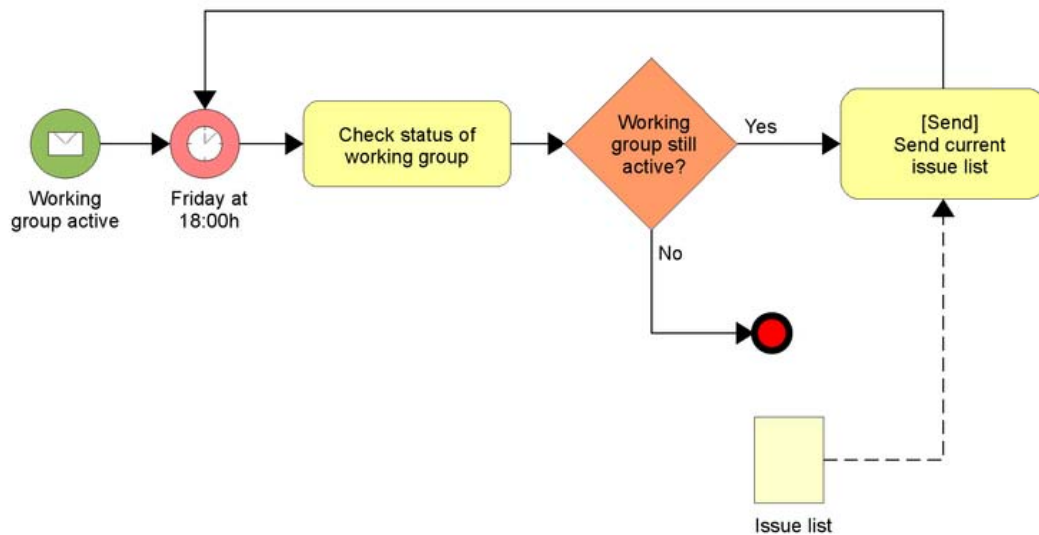 Working
group active
Friday at
18:00h
Check status of
working group
Working
group still
active?
Yes
No
[Send]
Send current
issue list
Issue list